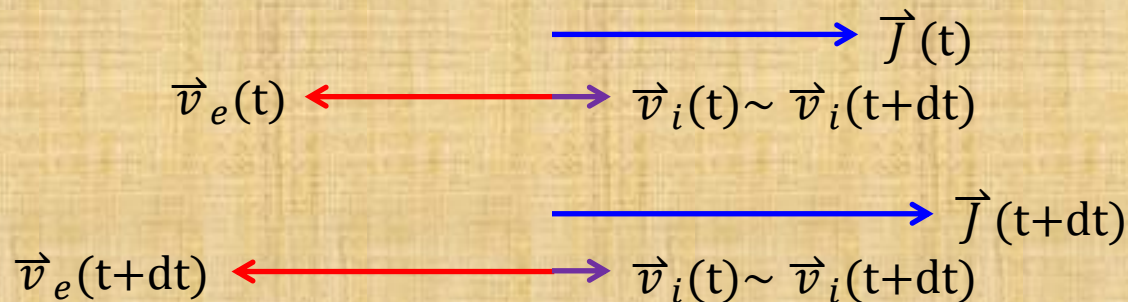 J⃗(t)
v⃗ₑ(t) v⃗ᵢ(t)~ v⃗ᵢ(t+dt)
J⃗(t+dt)
v⃗ₑ(t+dt) v⃗ᵢ(t)~ v⃗ᵢ(t+dt)